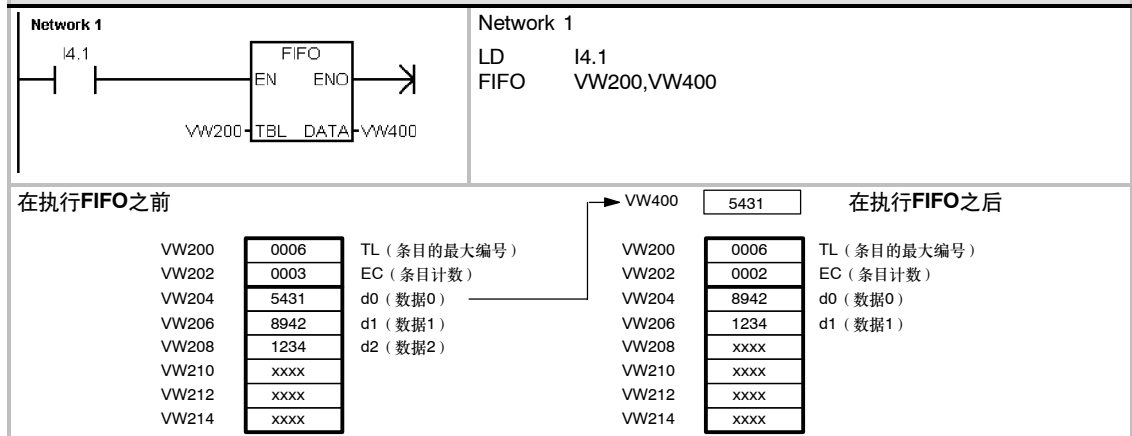 Network 1
I4.1
FIFO
EN ENO
VW200 TBL DATA VW400
Network 1
LD I4.1
FIFO VW200,VW400
在执行FIFO之前
VW400 5431 在执行FIFO之后
VW200 0006 TL（条目的最大编号）
VW202 0003 EC（条目计数）
VW204 5431 d0（数据0）
VW206 8942 d1（数据1）
VW208 1234 d2（数据2）
VW210 xxxx
VW212 xxxx
VW214 xxxx
VW200 0006 TL（条目的最大编号）
VW202 0002 EC（条目计数）
VW204 8942 d0（数据0）
VW206 1234 d1（数据1）
VW208 xxxx
VW210 xxxx
VW212 xxxx
VW214 xxxx